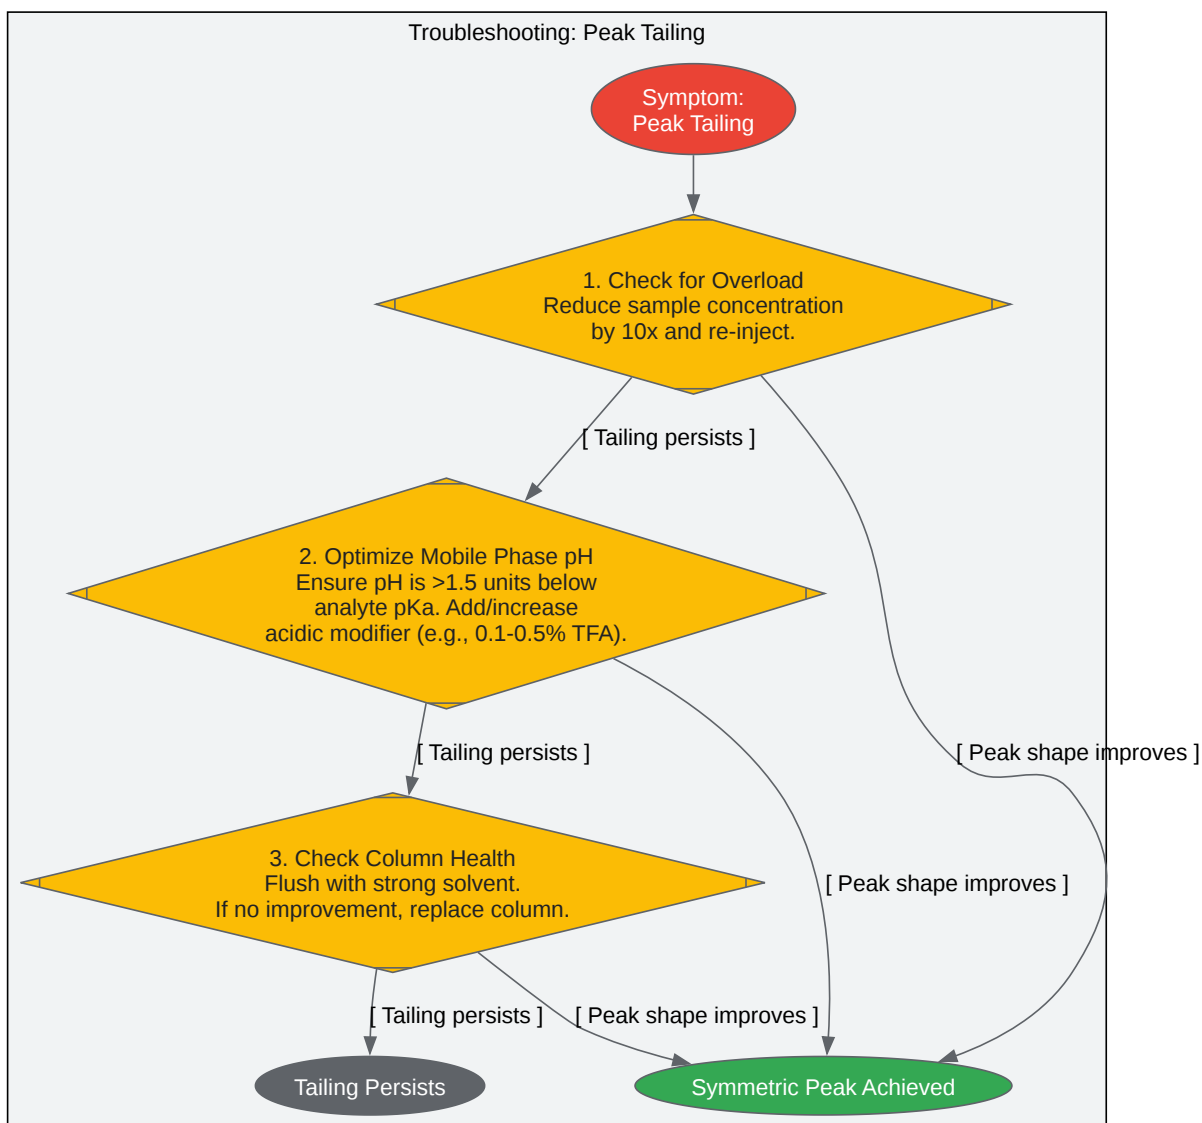 Troubleshooting: Peak Tailing
Symptom:
Peak Tailing
1. Check for Overload
Reduce sample concentration
by 10x and re-inject.
[ Tailing persists ]
2. Optimize Mobile Phase pH
Ensure pH is >1.5 units below
analyte pKa. Add/increase
acidic modifier (e.g., 0.1-0.5% TFA).
[ Tailing persists ]
[ Peak shape improves ]
3. Check Column Health
Flush with strong solvent.
If no improvement, replace column.
[ Peak shape improves ]
[ Tailing persists ]
[ Peak shape improves ]
Tailing Persists
Symmetric Peak Achieved